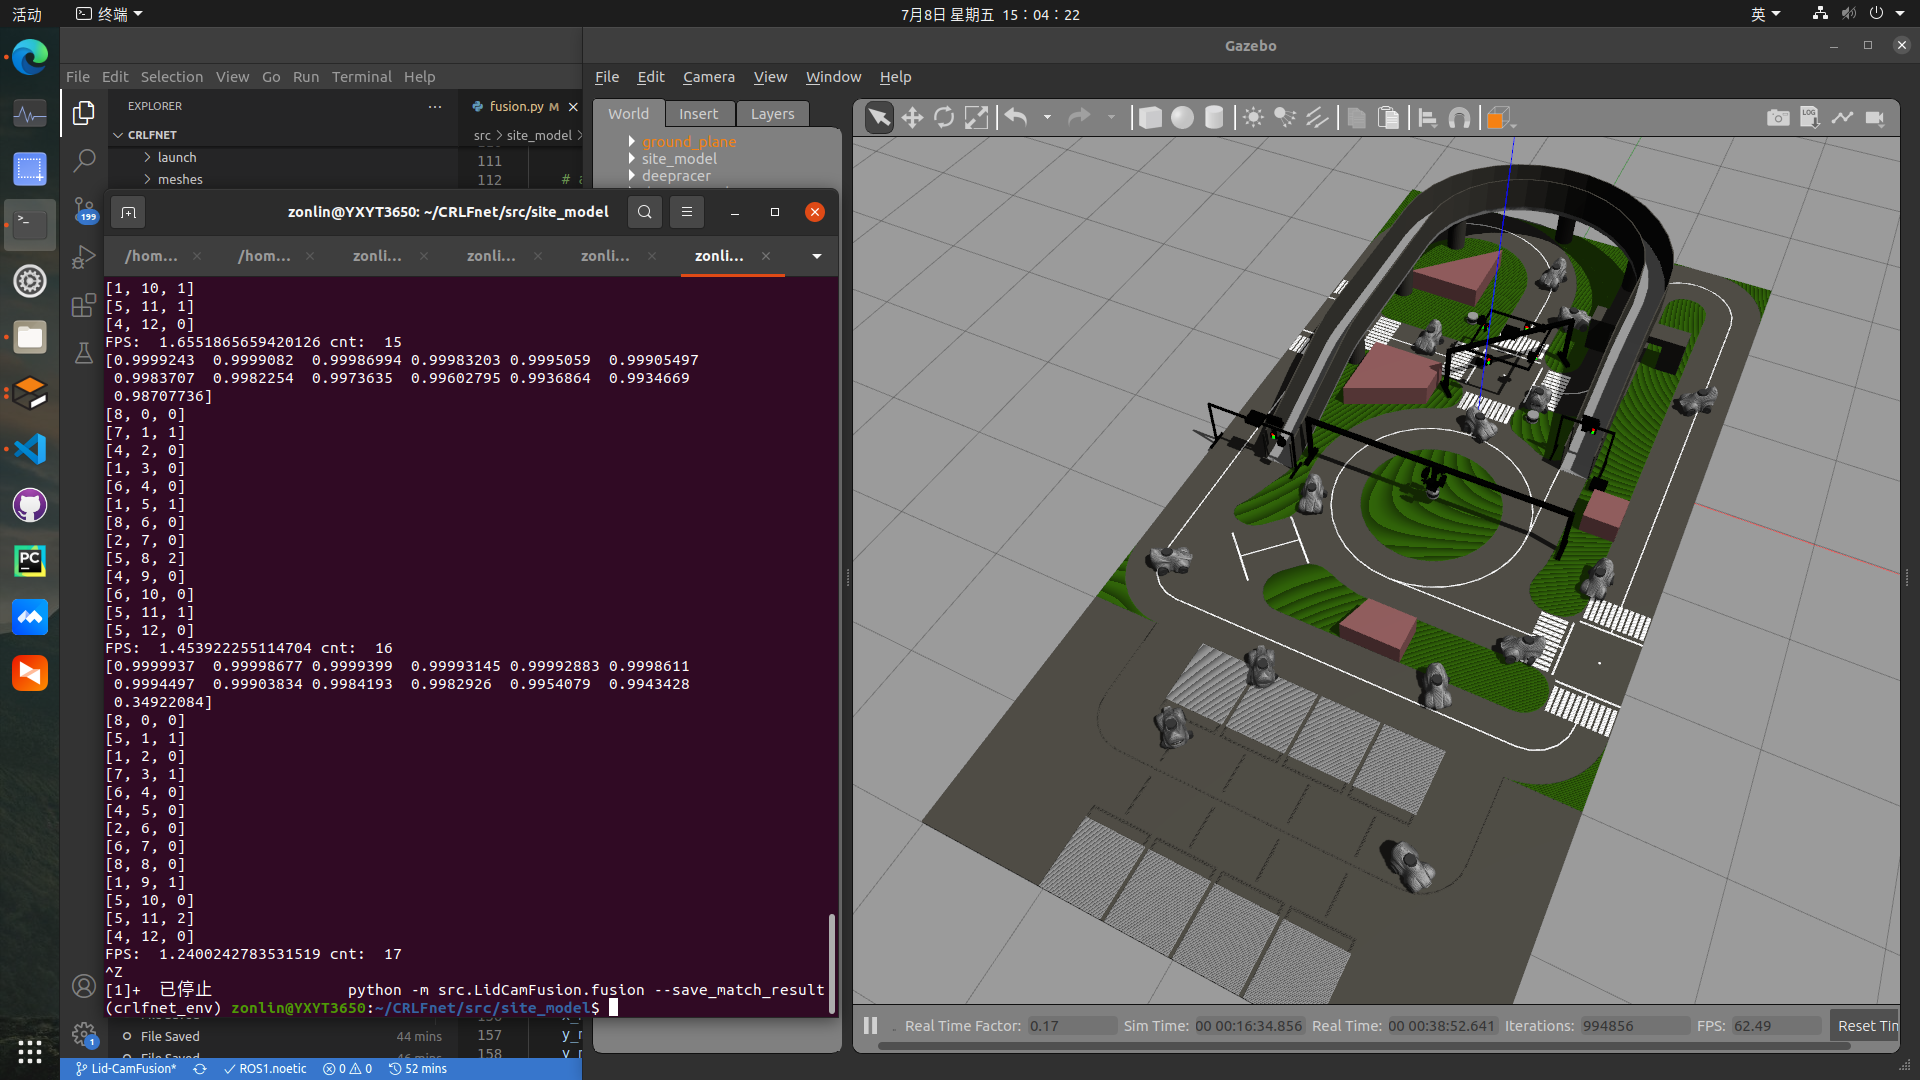 活动
终端
7月8日 星期五 15：04：22
英
File Edit Selection View Go Run Terminal Help
EXPLORER
CRLFNET
launch
meshes
fusion.py M
src > site_model >
111
112 # a
199
Gazebo
File Edit Camera View Window Help
World Insert Layers
ground_plane
site_model
deepracer
LOG
zonlin@YXYT3650: ~/CRLFnet/src/site_model
/hom... /hom... zonli... zonli... zonli... zonli...
[1, 10, 1]
[5, 11, 1]
[4, 12, 0]
FPS:  1.6551865659420126 cnt:  15
[0.9999243  0.9999082  0.99986994 0.99983203 0.9995059  0.99905497
 0.9983707  0.9982254  0.9973635  0.99602795 0.9936864  0.9934669
 0.98707736]
[8, 0, 0]
[7, 1, 1]
[4, 2, 0]
[1, 3, 0]
[6, 4, 0]
[1, 5, 1]
[8, 6, 0]
[2, 7, 0]
[5, 8, 2]
[4, 9, 0]
[6, 10, 0]
[5, 11, 1]
[5, 12, 0]
FPS:  1.453922255114704 cnt:  16
[0.9999937  0.99998677 0.9999399  0.99993145 0.99992883 0.9998611
 0.9994497  0.99903834 0.9984193  0.9982926  0.9954079  0.9943428
 0.34922084]
[8, 0, 0]
[5, 1, 1]
[1, 2, 0]
[7, 3, 1]
[6, 4, 0]
[4, 5, 0]
[2, 6, 0]
[6, 7, 0]
[8, 8, 0]
[1, 9, 1]
[5, 10, 0]
[5, 11, 2]
[4, 12, 0]
FPS:  1.2400242783531519 cnt:  17
^Z
[1]+  已停止               python -m src.LidCamFusion.fusion --save_match_result
(crlfnet_env) zonlin@YXYT3650:~/CRLFnet/src/site_model$
PC
1
File Saved 44 mins
157 y_r
158
Lid-CamFusion* ROS1.noetic 0 0 52 mins
Real Time Factor: 0.17 Sim Time: 00 00:16:34.856 Real Time: 00 00:38:52.641 Iterations: 994856 FPS: 62.49 Reset Tin